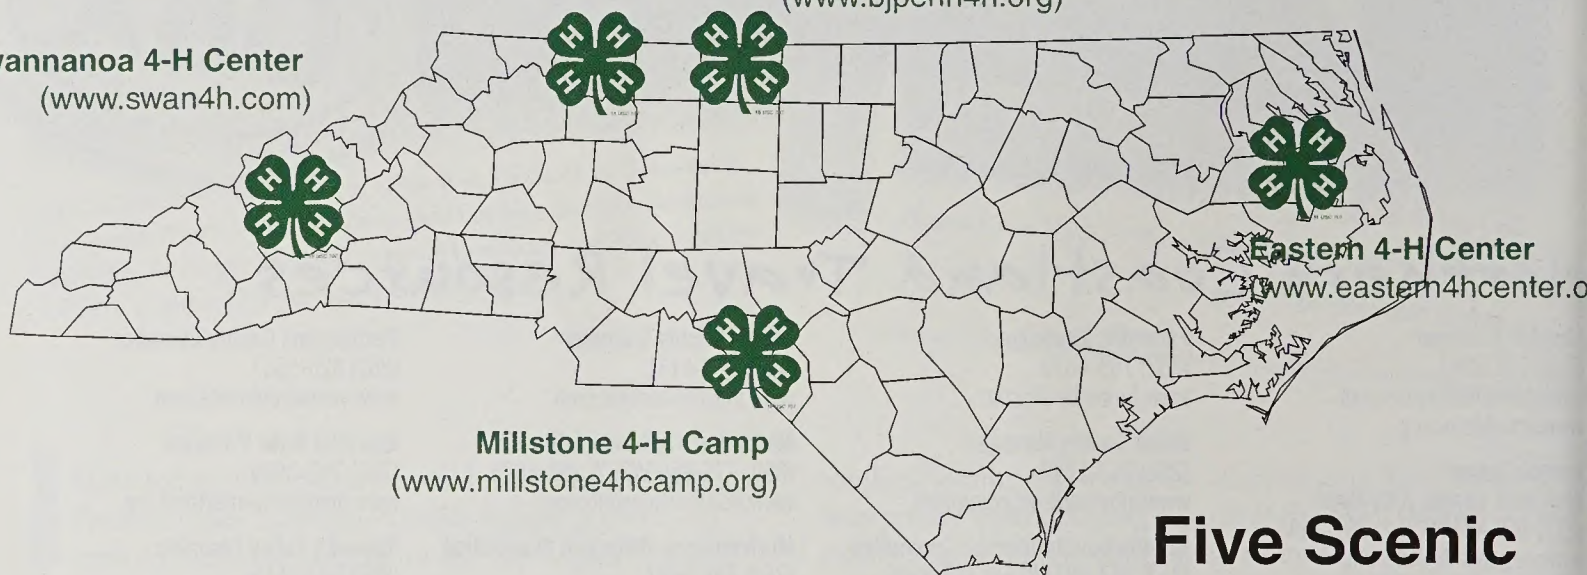 (www.bjpenn4h.org)
wannanoa 4-H Center
(www.swan4h.com)
H H H H
H H H H
H H H H
H H H H
Eastern 4-H Center
(www.eastern4hcenter.o
H H H H
Millstone 4-H Camp
(www.millstone4hcamp.org)
Five Scenic